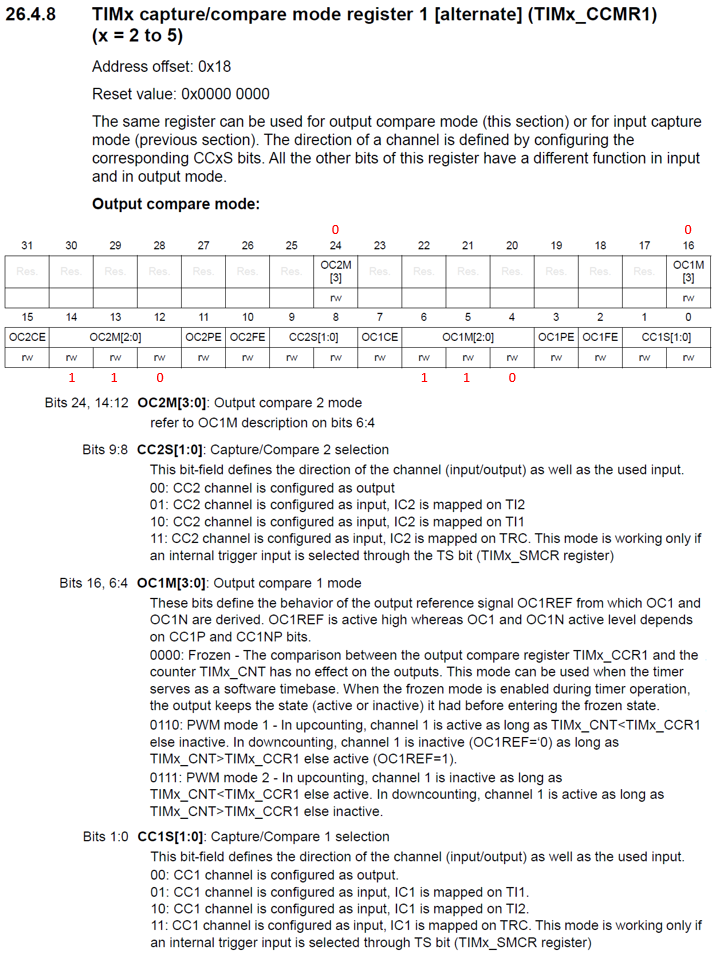 26.4.8 TIMx capture/compare mode register 1 [alternate] (TIMx_CCMR1)
(x = 2 to 5)
Address offset: 0x18
Reset value: 0x0000 0000
The same register can be used for output compare mode (this section) or for input capture
mode (previous section). The direction of a channel is defined by configuring the
corresponding CCxS bits. All the other bits of this register have a different function in input
and in output mode.
Output compare mode:
0 0
31 30 29 28 27 26 25 24 23 22 21 20 19 18 17 16
Res. Res. Res. Res. Res. Res. Res. OC2M [3] Res. Res. Res. Res. Res. Res. Res. OC1M [3]
rw rw
15 14 13 12 11 10 9 8 7 6 5 4 3 2 1 0
OC2CE OC2M[2:0] OC2PE OC2FE CC2S[1:0] OC1CE OC1M[2:0] OC1PE OC1FE CC1S[1:0]
rw rw rw rw rw rw rw rw rw rw rw rw rw rw rw rw
1 1 0 1 1 0
Bits 24, 14:12 OC2M[3:0]: Output compare 2 mode
refer to OC1M description on bits 6:4
Bits 9:8 CC2S[1:0]: Capture/Compare 2 selection
This bit-field defines the direction of the channel (input/output) as well as the used input.
00: CC2 channel is configured as output
01: CC2 channel is configured as input, IC2 is mapped on TI2
10: CC2 channel is configured as input, IC2 is mapped on TI1
11: CC2 channel is configured as input, IC2 is mapped on TRC. This mode is working only if
an internal trigger input is selected through the TS bit (TIMx_SMCR register)
Bits 16, 6:4 OC1M[3:0]: Output compare 1 mode
These bits define the behavior of the output reference signal OC1REF from which OC1 and
OC1N are derived. OC1REF is active high whereas OC1 and OC1N active level depends
on CC1P and CC1NP bits.
0000: Frozen - The comparison between the output compare register TIMx_CCR1 and the
counter TIMx_CNT has no effect on the outputs. This mode can be used when the timer
serves as a software timebase. When the frozen mode is enabled during timer operation,
the output keeps the state (active or inactive) it had before entering the frozen state.
0110: PWM mode 1 - In upcounting, channel 1 is active as long as TIMx_CNT<TIMx_CCR1
else inactive. In downcounting, channel 1 is inactive (OC1REF=‘0) as long as
TIMx_CNT>TIMx_CCR1 else active (OC1REF=1).
0111: PWM mode 2 - In upcounting, channel 1 is inactive as long as
TIMx_CNT<TIMx_CCR1 else active. In downcounting, channel 1 is active as long as
TIMx_CNT>TIMx_CCR1 else inactive.
Bits 1:0 CC1S[1:0]: Capture/Compare 1 selection
This bit-field defines the direction of the channel (input/output) as well as the used input.
00: CC1 channel is configured as output.
01: CC1 channel is configured as input, IC1 is mapped on TI1.
10: CC1 channel is configured as input, IC1 is mapped on TI2.
11: CC1 channel is configured as input, IC1 is mapped on TRC. This mode is working only if
an internal trigger input is selected through TS bit (TIMx_SMCR register)